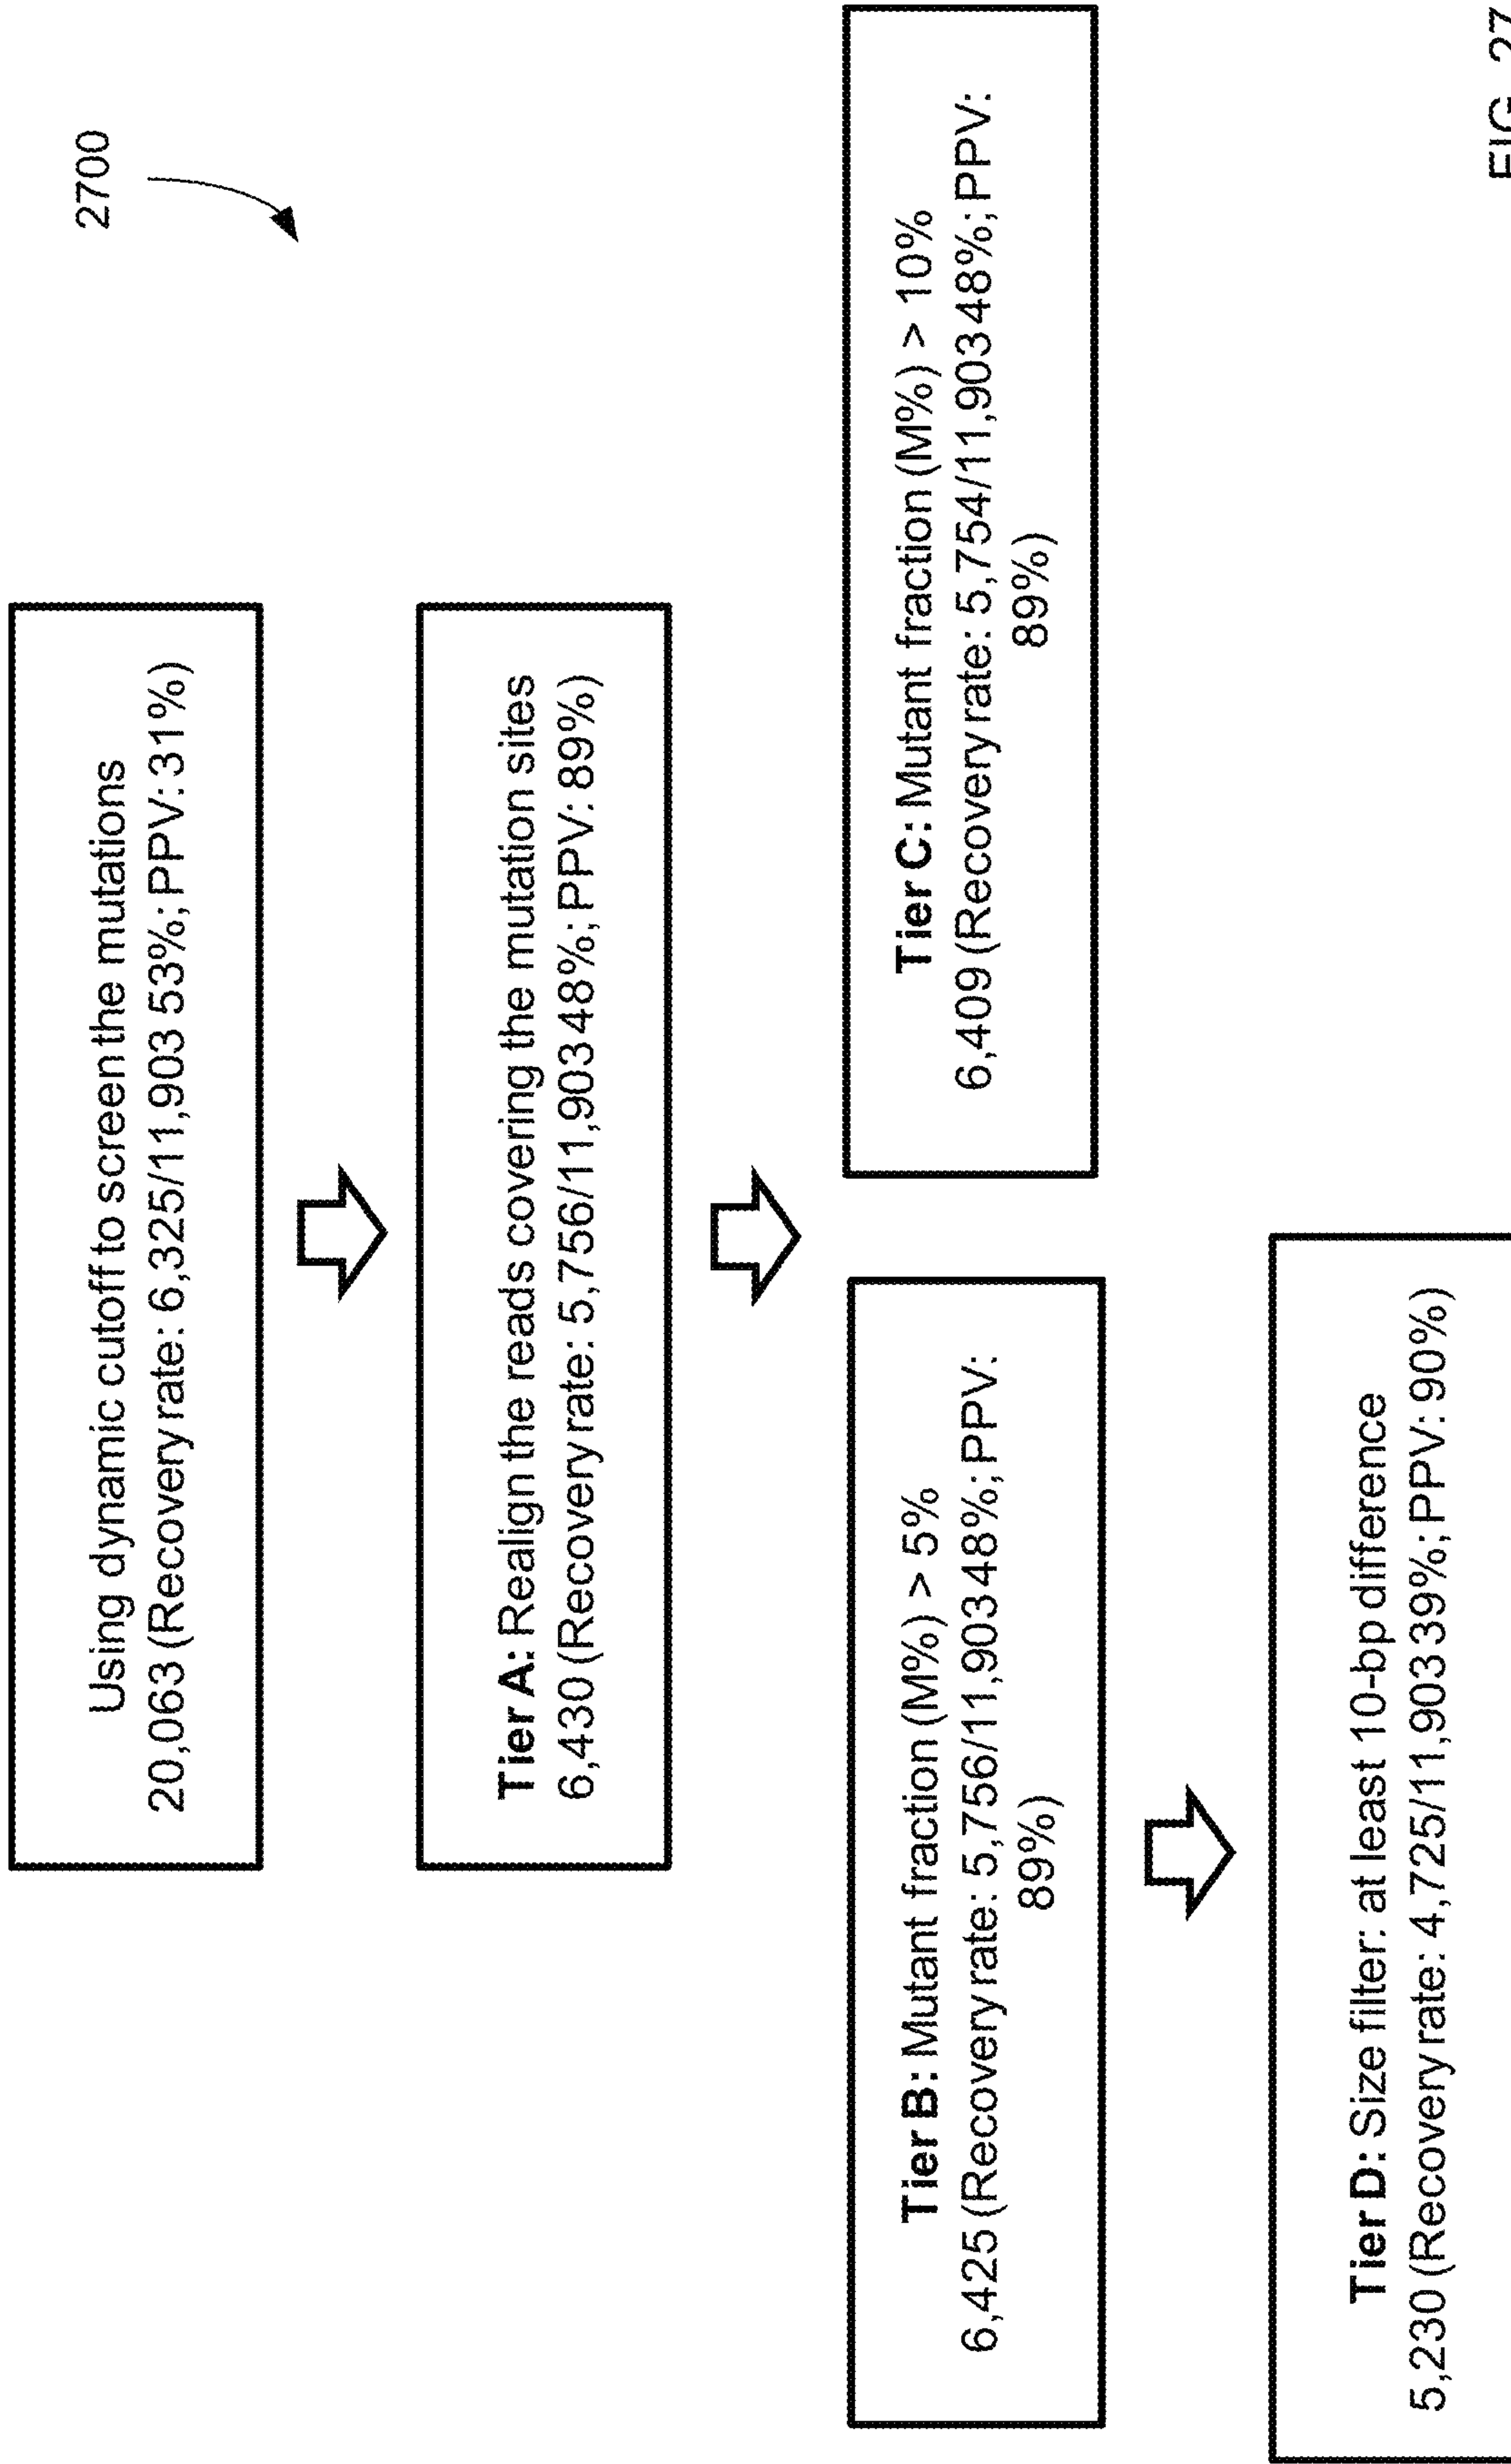 2700
Using dynamic cutoff to screen the mutations
20,063 (Recovery rate: 6,325/11,903 53%; PPV: 31%)
Tier A: Realign the reads covering the mutation sites
6,430 (Recovery rate: 5,756/11,903 48%; PPV: 89%)
Tier B: Mutant fraction (M%) > 5%
6,425 (Recovery rate: 5,756/11,903 48%; PPV:
89%)
Tier C: Mutant fraction (M%) > 10%
6,409 (Recovery rate: 5,754/11,903 48%; PPV:
89%)
Tier D: Size filter: at least 10-bp difference
5,230 (Recovery rate: 4,725/11,903 39%; PPV: 90%)
FIG. 27